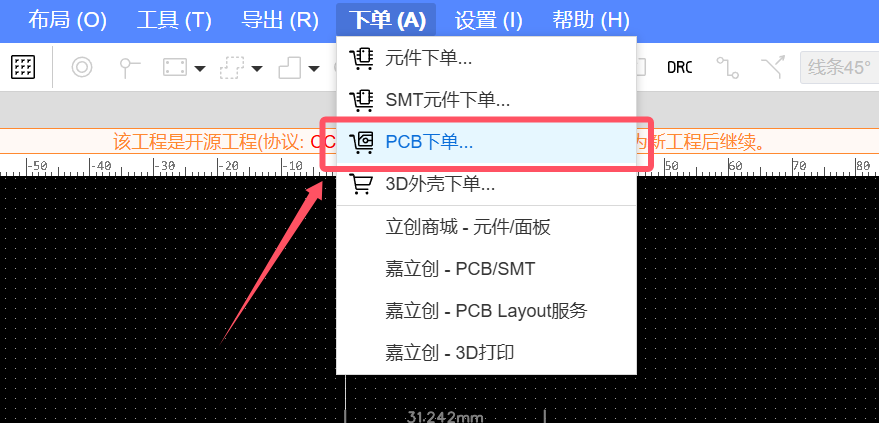 布局 (O) 工具 (T) 导出 (R) 下单 (A) 设置 (I) 帮助 (H)
元件下单...
DRC 线条45°
SMT元件下单...
该工程是开源工程(协议: CC 为新工程后继续。
PCB下单...
-50 -40 -30 -20 -10 50 60 70 80
3D外壳下单...
立创商城 - 元件/面板
嘉立创 - PCB/SMT
嘉立创 - PCB Layout服务
嘉立创 - 3D打印
31.242mm